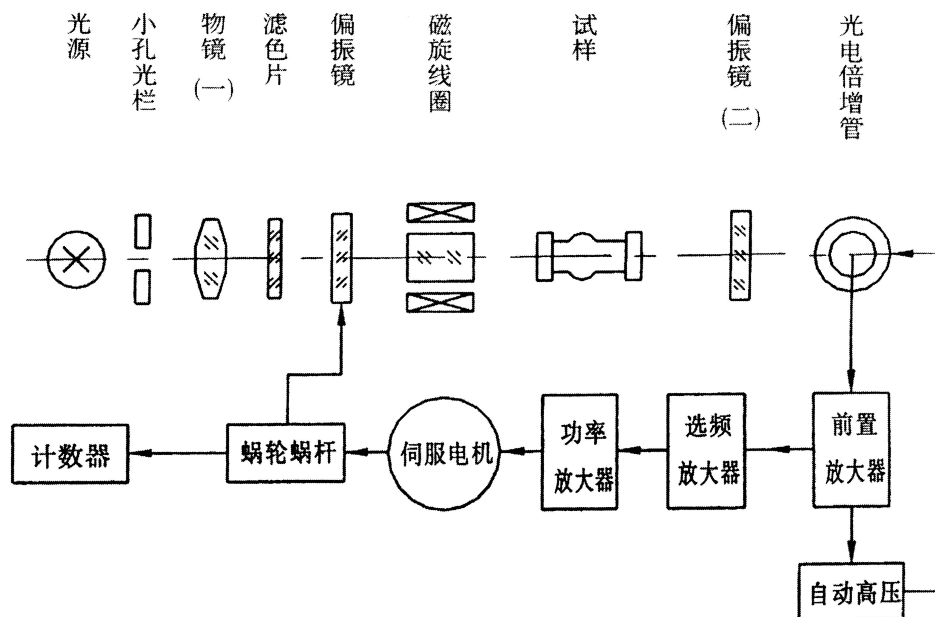 光源
小孔光栏
物镜(一)
滤色片
偏振镜
磁旋线圈
试样
偏振镜(二)
光电倍增管
计数器
蜗轮蜗杆
伺服电机
功率
放大器
选频
放大器
前置
放大器
自动高压